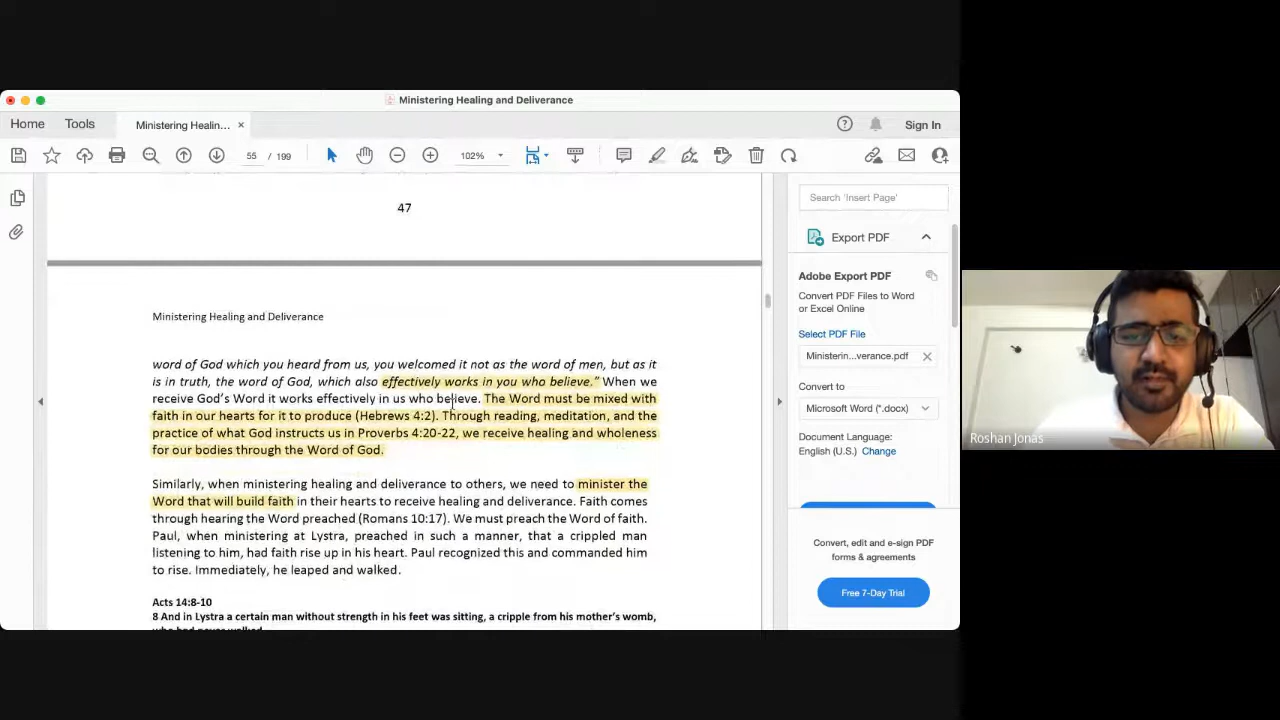 Ministering Healing and Deliverance
Home Tools Ministering Healin... × Sign In
55 / 199 102%
Search 'Insert Page'
47
Export PDF
Adobe Export PDF
Convert PDF Files to Word
or Excel Online
Select PDF File
Ministerin...verance.pdf
Convert to
Microsoft Word (*.docx)
Document Language:
English (U.S.) Change
Convert, edit and e-sign PDF
forms & agreements
Free 7-Day Trial
Ministering Healing and Deliverance
word of God which you heard from us, you welcomed it not as the word of men, but as it
is in truth, the word of God, which also effectively works in you who believe.” When we
receive God's Word it works effectively in us who believe. The Word must be mixed with
faith in our hearts for it to produce (Hebrews 4:2). Through reading, meditation, and the
practice of what God instructs us in Proverbs 4:20-22, we receive healing and wholeness
for our bodies through the Word of God.
Similarly, when ministering healing and deliverance to others, we need to minister the
Word that will build faith in their hearts to receive healing and deliverance. Faith comes
through hearing the Word preached (Romans 10:17). We must preach the Word of faith.
Paul, when ministering at Lystra, preached in such a manner, that a crippled man
listening to him, had faith rise up in his heart. Paul recognized this and commanded him
to rise. Immediately, he leaped and walked.
Acts 14:8-10
8 And in Lystra a certain man without strength in his feet was sitting, a cripple from his mother's womb,
who had never walked
Roshan Jonas